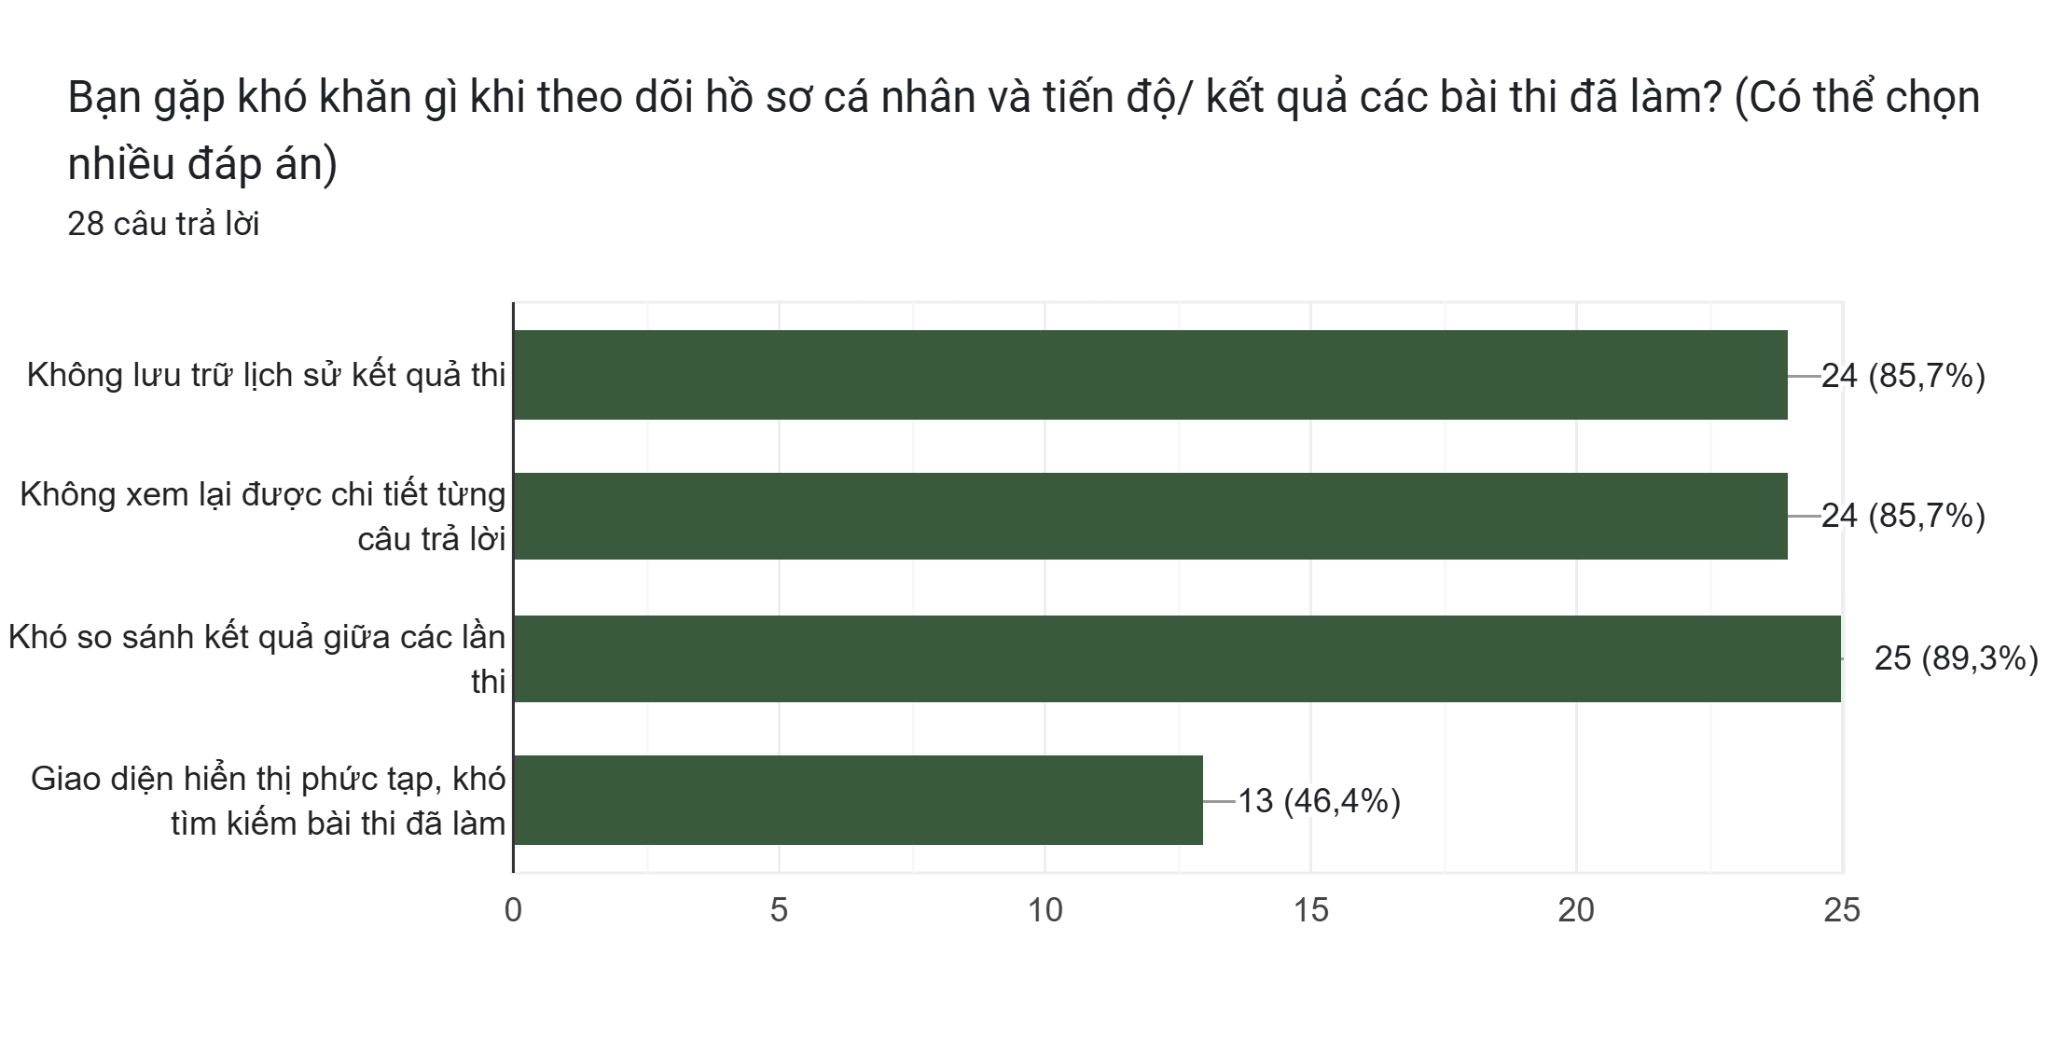 Bạn gặp khó khăn gì khi theo dõi hồ sơ cá nhân và tiến độ/ kết quả các bài thi đã làm? (Có thể chọn
nhiều đáp án)
28 câu trả lời
Không lưu trữ lịch sử kết quả thi
24 (85,7%)
Không xem lại được chi tiết từng
câu trả lời
24 (85,7%)
Khó so sánh kết quả giữa các lần
thi
25 (89,3%)
Giao diện hiển thị phức tạp, khó
tìm kiếm bài thi đã làm
13 (46,4%)
0 5 10 15 20 25